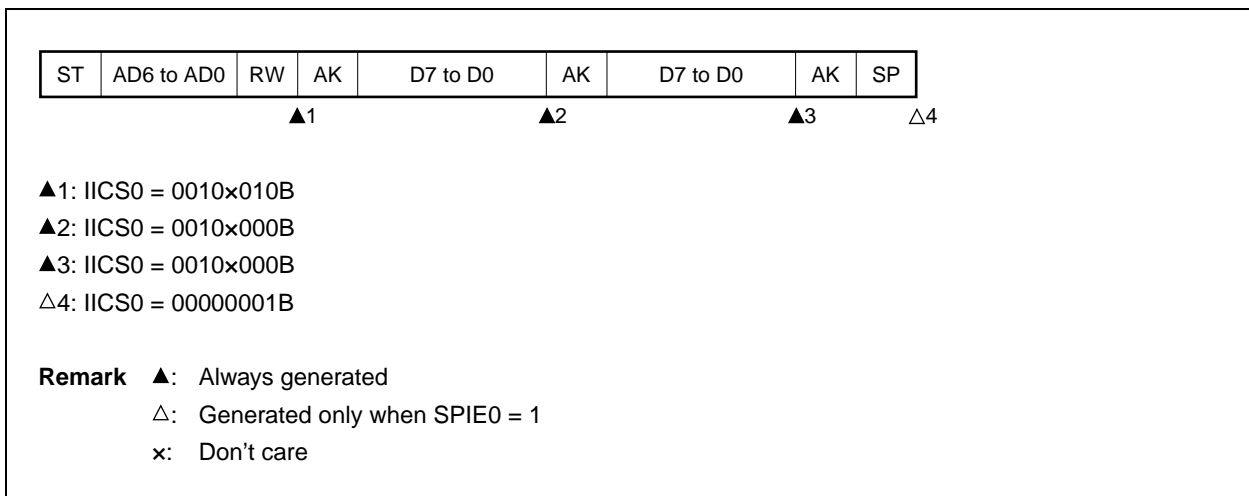 ST AD6 to AD0 RW AK D7 to D0 AK D7 to D0 AK SP
▲1 ▲2 ▲3 △4
▲1: IICS0 = 0010×010B
▲2: IICS0 = 0010×000B
▲3: IICS0 = 0010×000B
△4: IICS0 = 00000001B
Remark ▲: Always generated
△: Generated only when SPIE0 = 1
×: Don't care